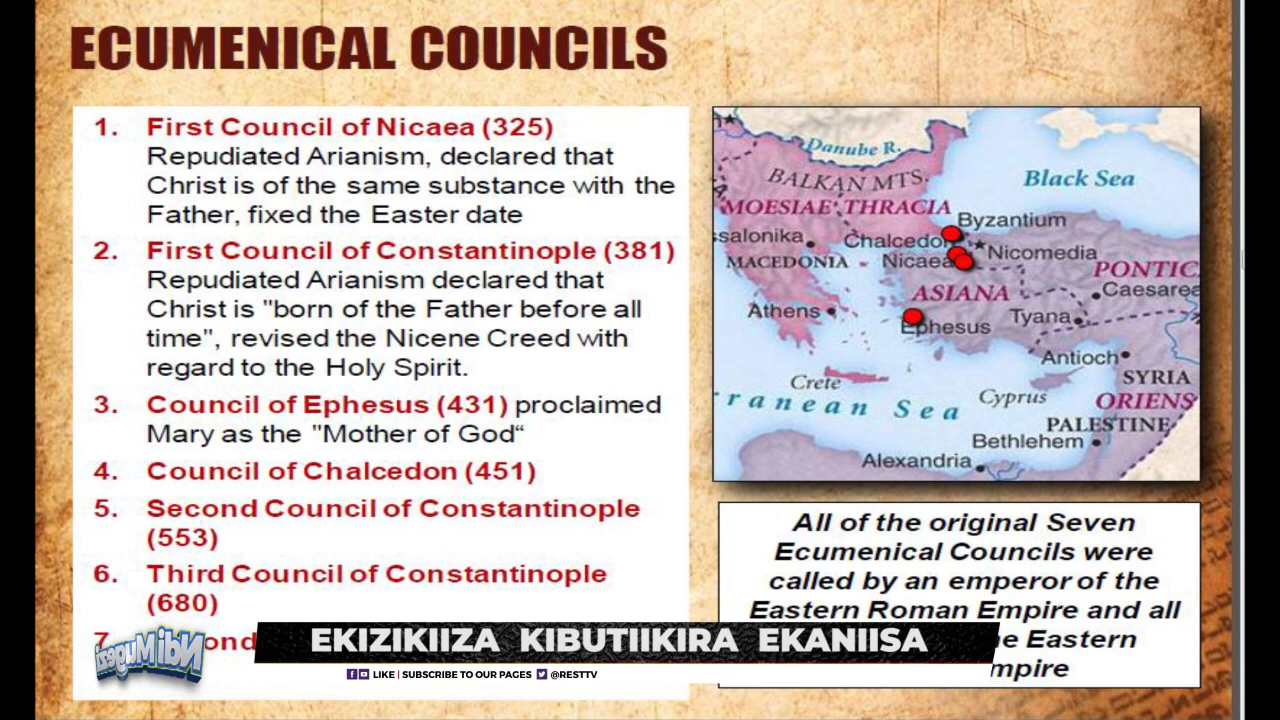 ECUMENICAL COUNCILS
1. First Council of Nicaea (325)
Repudiated Arianism, declared that
Christ is of the same substance with the
Father, fixed the Easter date
2. First Council of Constantinople (381)
Repudiated Arianism declared that
Christ is "born of the Father before all
time", revised the Nicene Creed with
regard to the Holy Spirit.
3. Council of Ephesus (431) proclaimed
Mary as the "Mother of God“
4. Council of Chalcedon (451)
5. Second Council of Constantinople
(553)
6. Third Council of Constantinople
(680)
7. ond
Danube R.
BALKAN MTS.
Black Sea
MOESIAE THRACIA
Byzantium
ssalonika
Chalcedon
Nicomedia
MACEDONIA
Nicaea
PONTIC
ASIANA
Caesarea
Athens
Ephesus
Tyana
Antioch
Crete
SYRIA
Cyprus
ORIENS
ranean Sea
PALESTINE
Bethlehem
Alexandria
All of the original Seven
Ecumenical Councils were
called by an emperor of the
Eastern Roman Empire and all
e Eastern
mpire
Ndi Mugezi
EKIZIKIIZA KIBUTIIKIRA EKANIISA
LIKE | SUBSCRIBE TO OUR PAGES @RESTTV